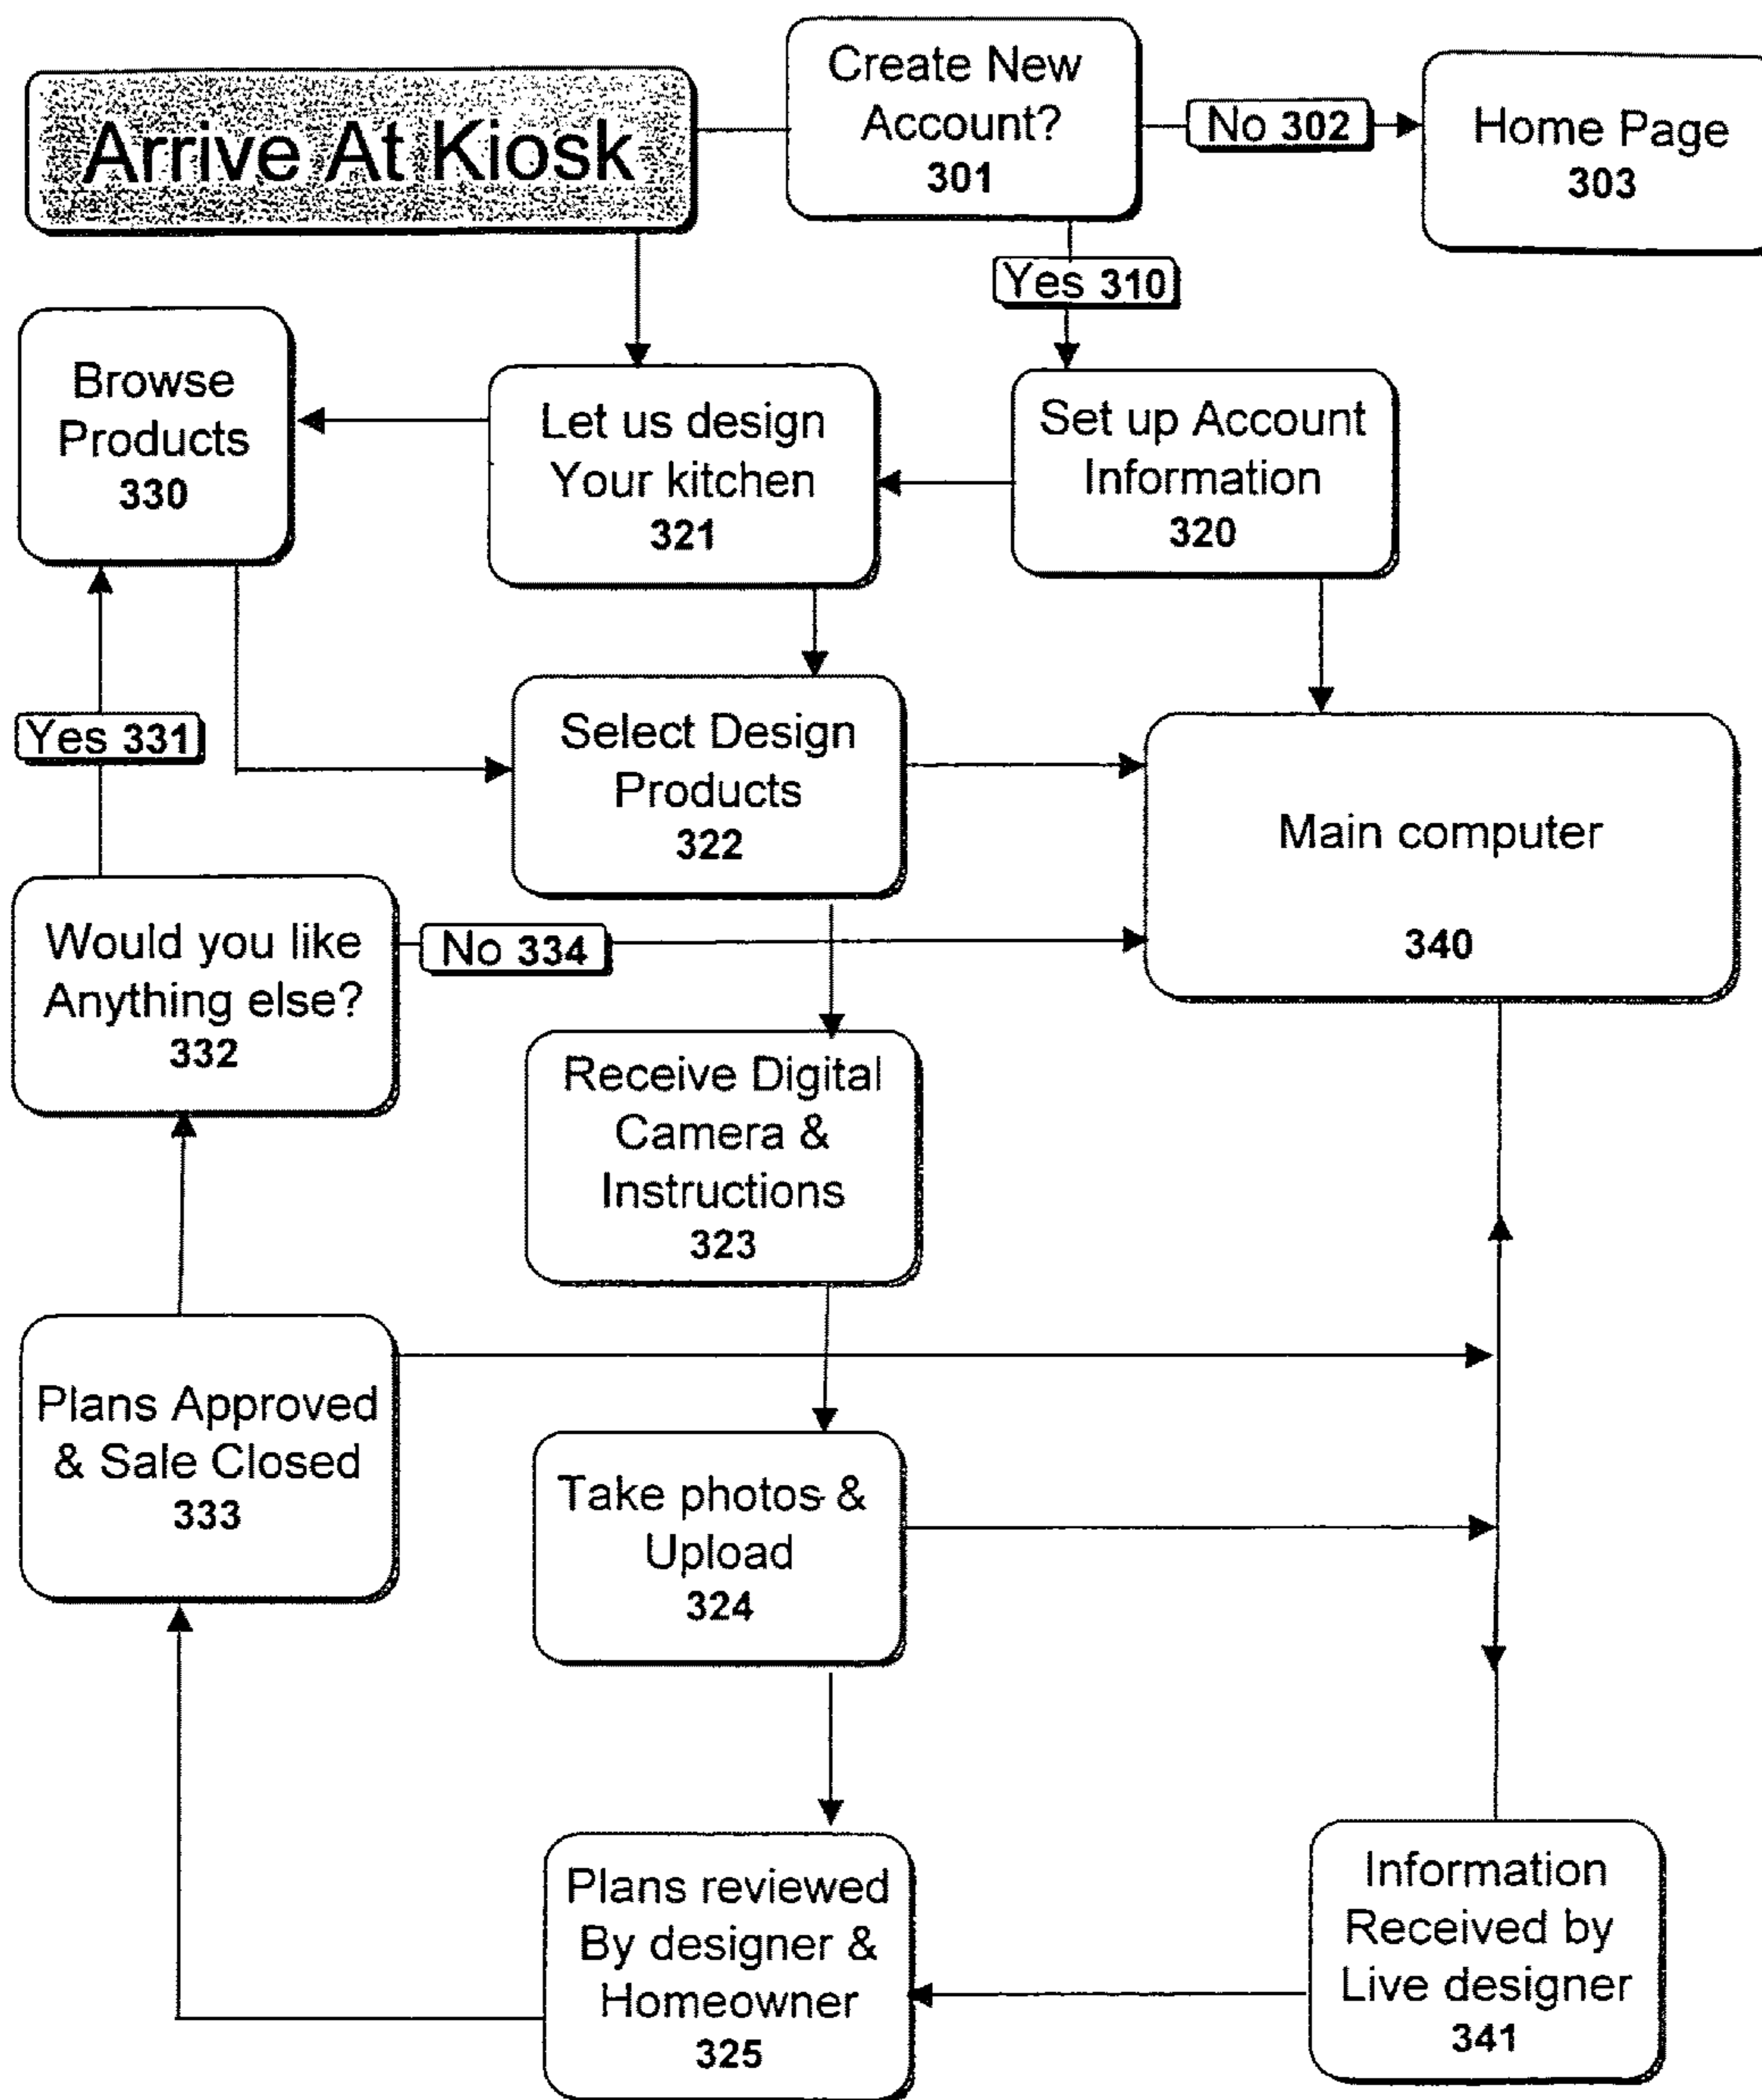 Arrive At Kiosk
Create New
Account?
301
No 302
Home Page
303
Yes 310
Browse
Products
330
Let us design
Your kitchen
321
Set up Account
Information
320
Yes 331
Select Design
Products
322
Main computer
340
Would you like
Anything else?
332
No 334
Receive Digital
Camera &
Instructions
323
Plans Approved
& Sale Closed
333
Take photos &
Upload
324
Plans reviewed
By designer &
Homeowner
325
Information
Received by
Live designer
341